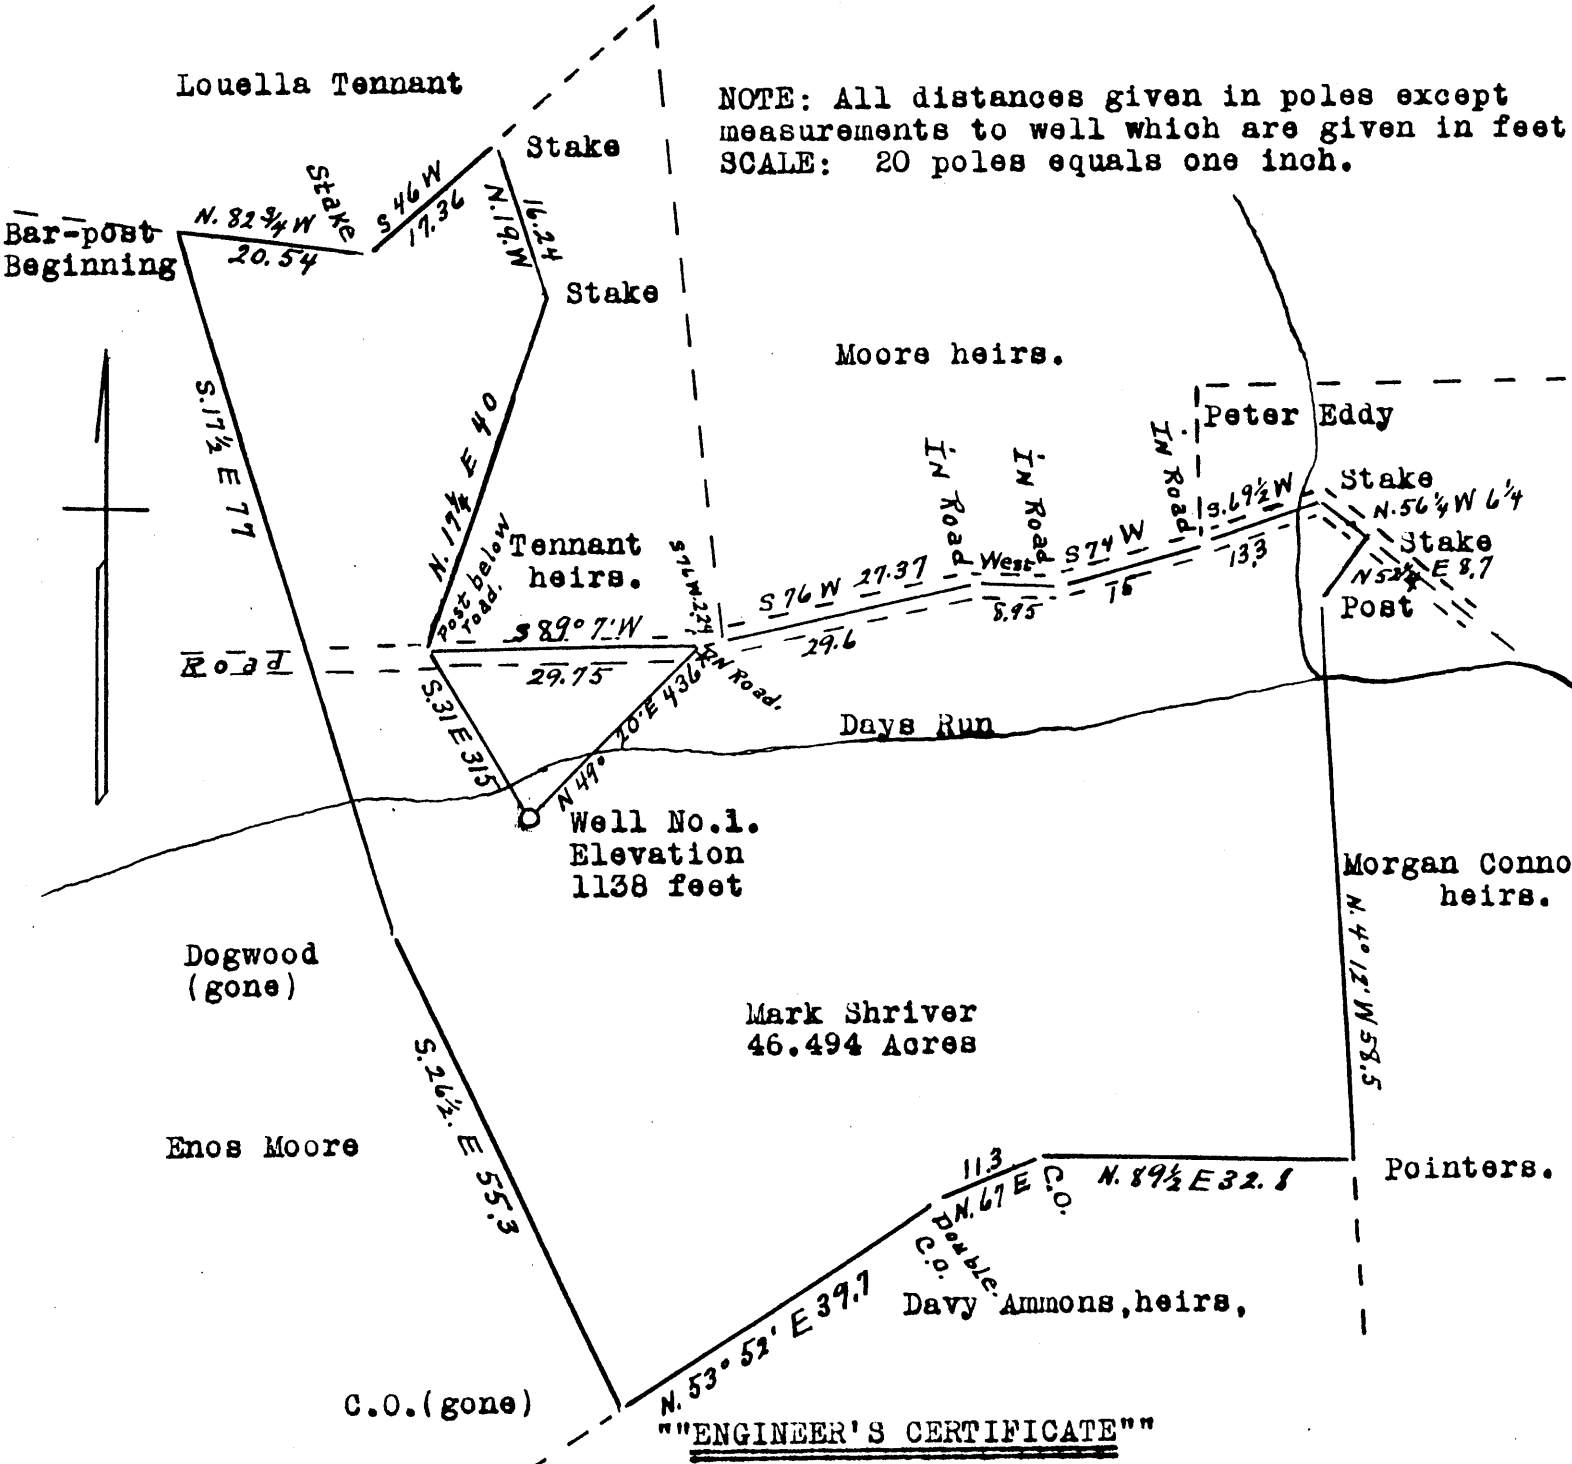 Louella Tennant
NOTE: All distances given in poles except
measurements to well which are given in feet
SCALE: 20 poles equals one inch.
Stake
Stake
S 46 W
17.36
N. 19. W
16.24
Bar-post
Beginning
N. 82 3/4 W
20.54
Stake
Moore heirs.
S. 17 1/2 E 77
N. 17 1/4 E 40
Peter Eddy
IN Road
IN Road
IN Road
Stake
N. 56 1/4 W 6 1/4
S. 69 1/2 W
13.3
Stake
E 8.7
Post
S 74 W
15
West
8.95
S 76 W 27.37
29.6
S 76 W. 2.24
Tennant
heirs.
Post below
road.
S 89° 7' W
29.75
Road
IN Road.
S. 31 E 315
N 49° 20' E 436
Days Run
Well No.1.
Elevation
1138 feet
Morgan Conno
heirs.
N. 4° 12' W 58.5
Dogwood
(gone)
Mark Shriver
46.494 Acres
S. 26 1/2. E 55.3
Enos Moore
11.3
N. 67 E
C.O.
N. 89 1/2 E 32.8
Pointers.
Double
C.O.
Davy Ammons,heirs,
N. 53° 52' E 39.7
C.O.(gone)
""ENGINEER'S CERTIFICATE""